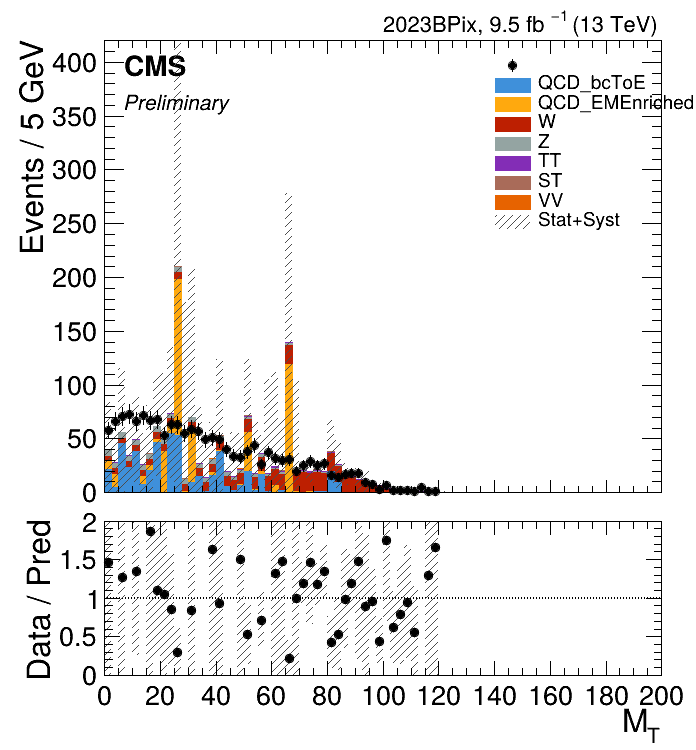 2023BPix, 9.5 fb⁻¹ (13 TeV)
CMS
Preliminary
QCD_bcToE
QCD_EMEnriched
W
Z
TT
ST
VV
Stat+Syst
Events / 5 GeV
400
350
300
250
200
150
100
50
0
Data / Pred
2
1.5
1
0.5
0
0 20 40 60 80 100 120 140 160 180 200
M_T